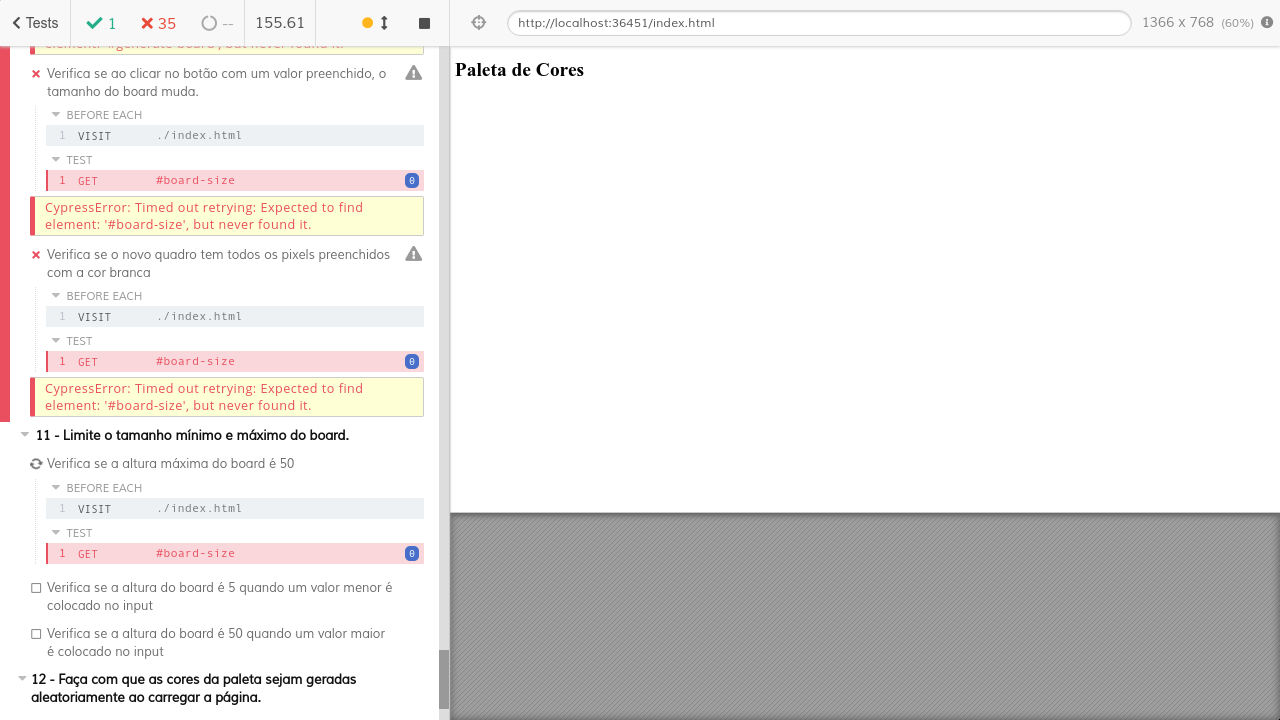 Tests 1 35 -- 155.61 http://localhost:36451/index.html 1366 x 768 (60%)
element: '#generate-board', but never found it.
Verifica se ao clicar no botão com um valor preenchido, o
tamanho do board muda.
BEFORE EACH
1 VISIT ./index.html
TEST
1 GET #board-size 0
CypressError: Timed out retrying: Expected to find
element: '#board-size', but never found it.
Verifica se o novo quadro tem todos os pixels preenchidos
com a cor branca
BEFORE EACH
1 VISIT ./index.html
TEST
1 GET #board-size 0
CypressError: Timed out retrying: Expected to find
element: '#board-size', but never found it.
11 - Limite o tamanho mínimo e máximo do board.
Verifica se a altura máxima do board é 50
BEFORE EACH
1 VISIT ./index.html
TEST
1 GET #board-size 0
Verifica se a altura do board é 5 quando um valor menor é
colocado no input
Verifica se a altura do board é 50 quando um valor maior
é colocado no input
12 - Faça com que as cores da paleta sejam geradas
aleatoriamente ao carregar a página.
Paleta de Cores